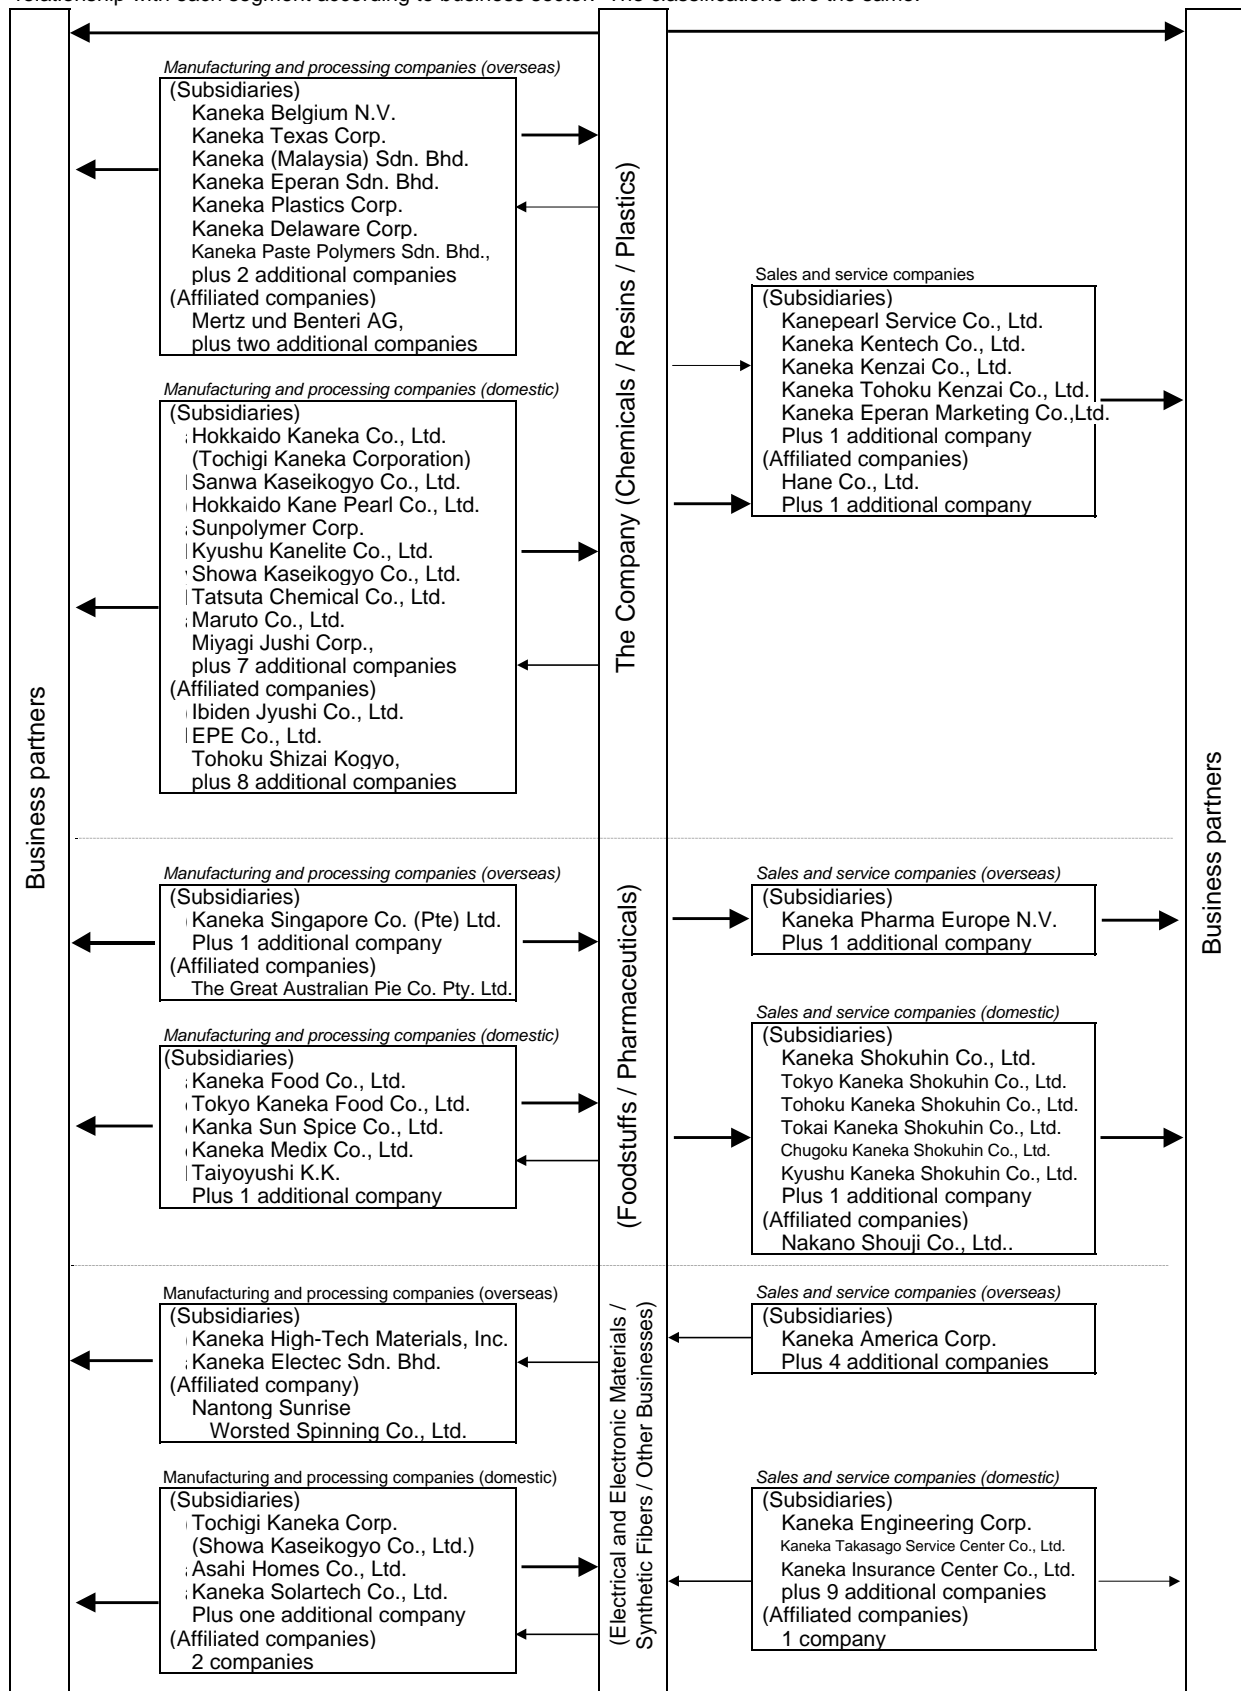 relationship with each segment according to business sector. The classifications are the same.
Business partners
Manufacturing and processing companies (overseas)
(Subsidiaries)
Kaneka Belgium N.V.
Kaneka Texas Corp.
Kaneka (Malaysia) Sdn. Bhd.
Kaneka Eperan Sdn. Bhd.
Kaneka Plastics Corp.
Kaneka Delaware Corp.
Kaneka Paste Polymers Sdn. Bhd.,
plus 2 additional companies
(Affiliated companies)
Mertz und Benteri AG,
plus two additional companies
Manufacturing and processing companies (domestic)
(Subsidiaries)
Hokkaido Kaneka Co., Ltd.
(Tochigi Kaneka Corporation)
Sanwa Kaseikogyo Co., Ltd.
Hokkaido Kane Pearl Co., Ltd.
Sunpolymer Corp.
Kyushu Kanelite Co., Ltd.
Showa Kaseikogyo Co., Ltd.
Tatsuta Chemical Co., Ltd.
Maruto Co., Ltd.
Miyagi Jushi Corp.,
plus 7 additional companies
(Affiliated companies)
Ibiden Jyushi Co., Ltd.
EPE Co., Ltd.
Tohoku Shizai Kogyo,
plus 8 additional companies
The Company (Chemicals / Resins / Plastics)
Sales and service companies
(Subsidiaries)
Kanepearl Service Co., Ltd.
Kaneka Kentech Co., Ltd.
Kaneka Kenzai Co., Ltd.
Kaneka Tohoku Kenzai Co., Ltd.
Kaneka Eperan Marketing Co.,Ltd.
Plus 1 additional company
(Affiliated companies)
Hane Co., Ltd.
Plus 1 additional company
Business partners
Manufacturing and processing companies (overseas)
(Subsidiaries)
Kaneka Singapore Co. (Pte) Ltd.
Plus 1 additional company
(Affiliated companies)
The Great Australian Pie Co. Pty. Ltd.
Manufacturing and processing companies (domestic)
(Subsidiaries)
Kaneka Food Co., Ltd.
Tokyo Kaneka Food Co., Ltd.
Kanka Sun Spice Co., Ltd.
Kaneka Medix Co., Ltd.
Taiyoyushi K.K.
Plus 1 additional company
(Foodstuffs / Pharmaceuticals)
Sales and service companies (overseas)
(Subsidiaries)
Kaneka Pharma Europe N.V.
Plus 1 additional company
Sales and service companies (domestic)
(Subsidiaries)
Kaneka Shokuhin Co., Ltd.
Tokyo Kaneka Shokuhin Co., Ltd.
Tohoku Kaneka Shokuhin Co., Ltd.
Tokai Kaneka Shokuhin Co., Ltd.
Chugoku Kaneka Shokuhin Co., Ltd.
Kyushu Kaneka Shokuhin Co., Ltd.
Plus 1 additional company
(Affiliated companies)
Nakano Shouji Co., Ltd..
Manufacturing and processing companies (overseas)
(Subsidiaries)
Kaneka High-Tech Materials, Inc.
Kaneka Electec Sdn. Bhd.
(Affiliated company)
Nantong Sunrise
Worsted Spinning Co., Ltd.
Manufacturing and processing companies (domestic)
(Subsidiaries)
Tochigi Kaneka Corp.
(Showa Kaseikogyo Co., Ltd.)
Asahi Homes Co., Ltd.
Kaneka Solartech Co., Ltd.
Plus one additional company
(Affiliated companies)
2 companies
(Electrical and Electronic Materials /
Synthetic Fibers / Other Businesses)
Sales and service companies (overseas)
(Subsidiaries)
Kaneka America Corp.
Plus 4 additional companies
Sales and service companies (domestic)
(Subsidiaries)
Kaneka Engineering Corp.
Kaneka Takasago Service Center Co., Ltd.
Kaneka Insurance Center Co., Ltd.
plus 9 additional companies
(Affiliated companies)
1 company